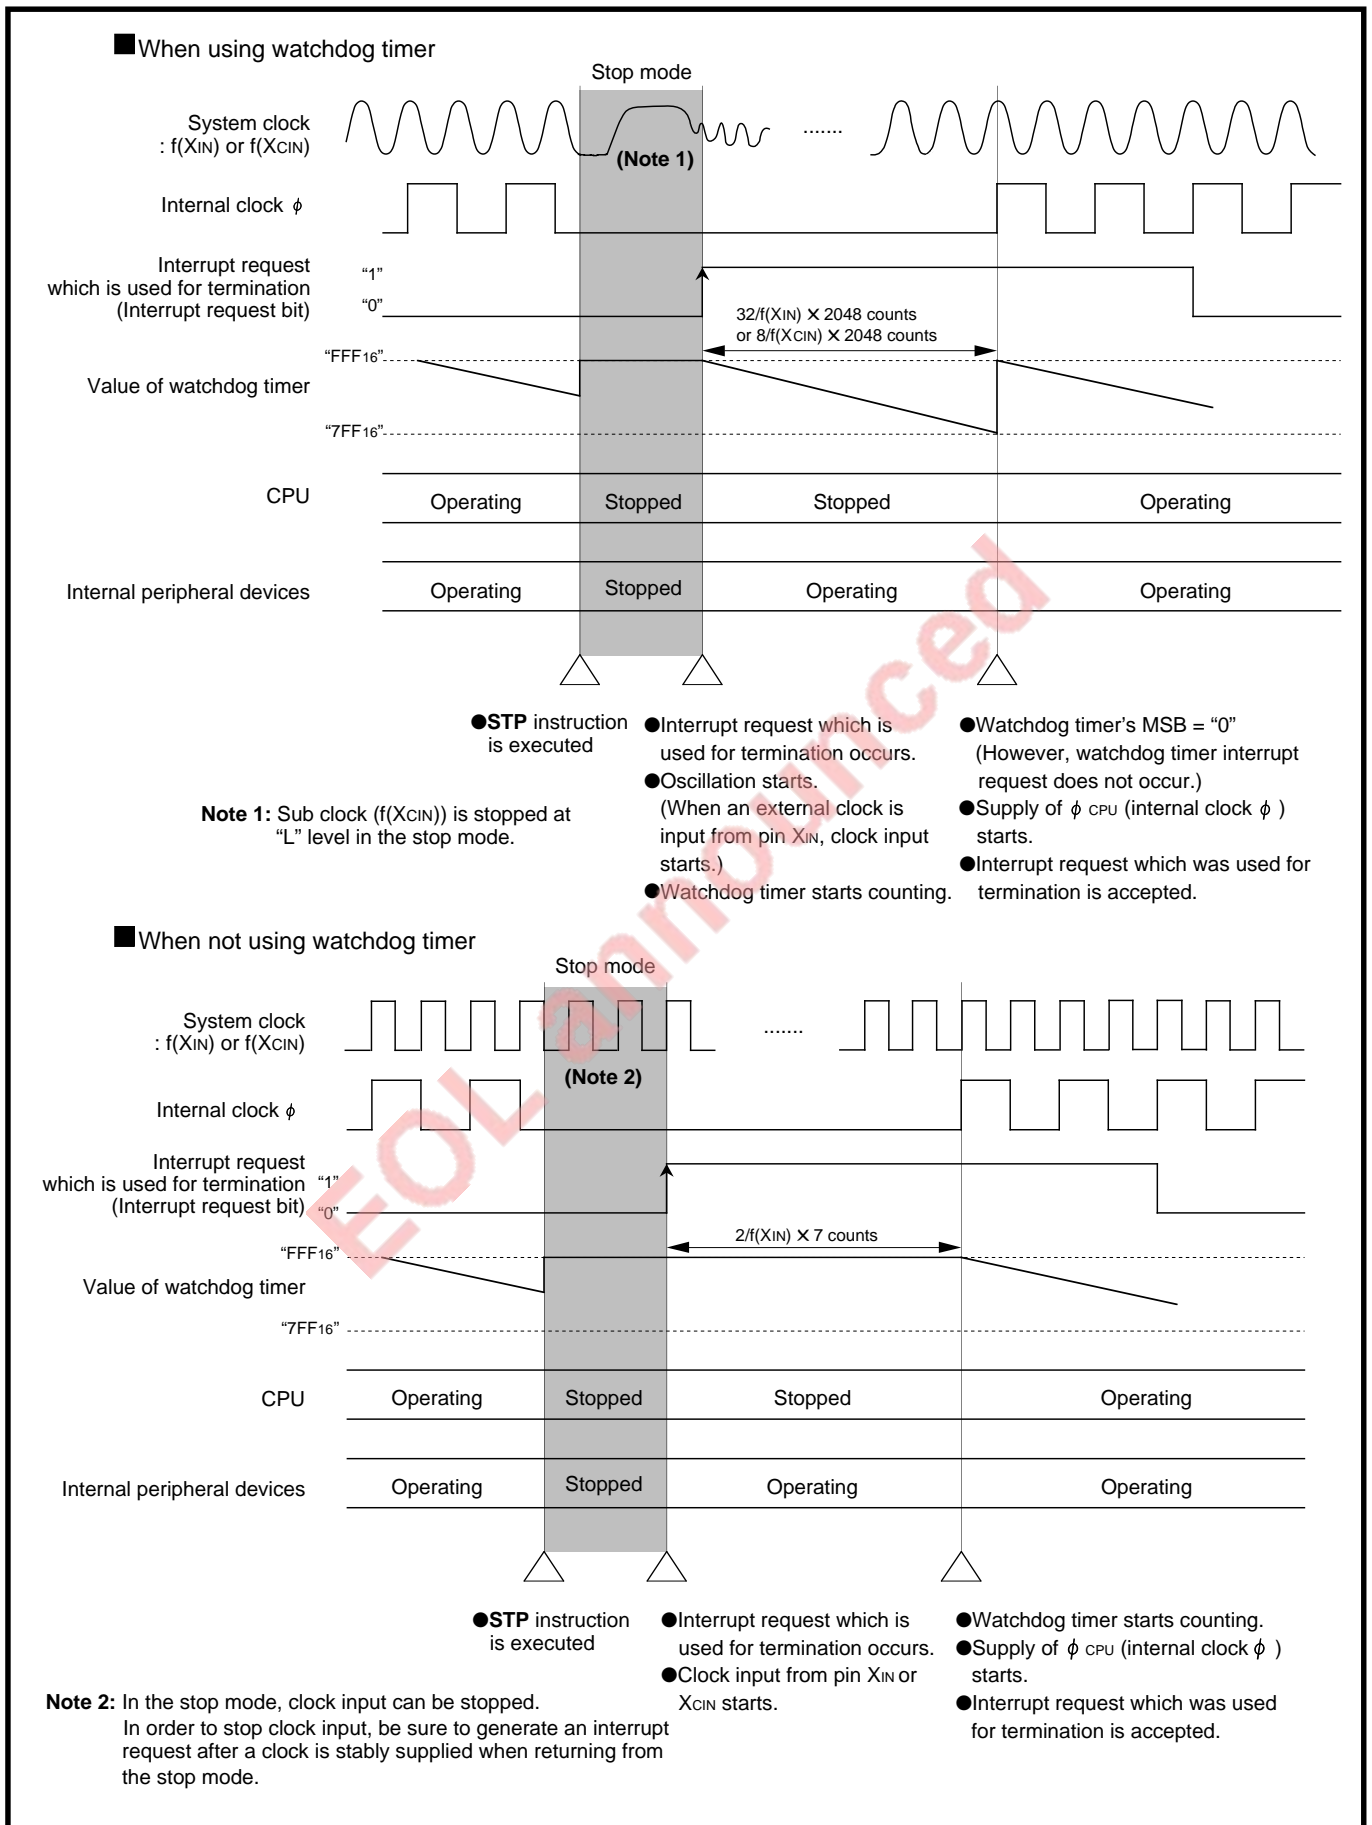 ■When using watchdog timer
Stop mode
System clock
: f(XIN) or f(XCIN)
(Note 1)
.......
Internal clock ϕ
Interrupt request
which is used for termination
(Interrupt request bit)
“1”
“0”
32/f(XIN) ✕ 2048 counts
or 8/f(XCIN) ✕ 2048 counts
“FFF16”
Value of watchdog timer
“7FF16”
CPU
Operating
Stopped
Stopped
Operating
Internal peripheral devices
Operating
Stopped
Operating
Operating
●STP instruction
is executed
●Interrupt request which is
used for termination occurs.
●Oscillation starts.
(When an external clock is
input from pin XIN, clock input
starts.)
●Watchdog timer starts counting.
●Watchdog timer’s MSB = “0”
(However, watchdog timer interrupt
request does not occur.)
●Supply of ϕ CPU (internal clock ϕ )
starts.
●Interrupt request which was used for
termination is accepted.
Note 1: Sub clock (f(XCIN)) is stopped at
“L” level in the stop mode.
■When not using watchdog timer
Stop mode
System clock
: f(XIN) or f(XCIN)
.......
(Note 2)
Internal clock ϕ
Interrupt request
which is used for termination
(Interrupt request bit)
“1”
“0”
2/f(XIN) ✕ 7 counts
“FFF16”
Value of watchdog timer
“7FF16”
CPU
Operating
Stopped
Stopped
Operating
Internal peripheral devices
Operating
Stopped
Operating
Operating
●STP instruction
is executed
●Interrupt request which is
used for termination occurs.
●Clock input from pin XIN or
XCIN starts.
●Watchdog timer starts counting.
●Supply of ϕ CPU (internal clock ϕ )
starts.
●Interrupt request which was used
for termination is accepted.
Note 2: In the stop mode, clock input can be stopped.
In order to stop clock input, be sure to generate an interrupt
request after a clock is stably supplied when returning from
the stop mode.
EOL announced